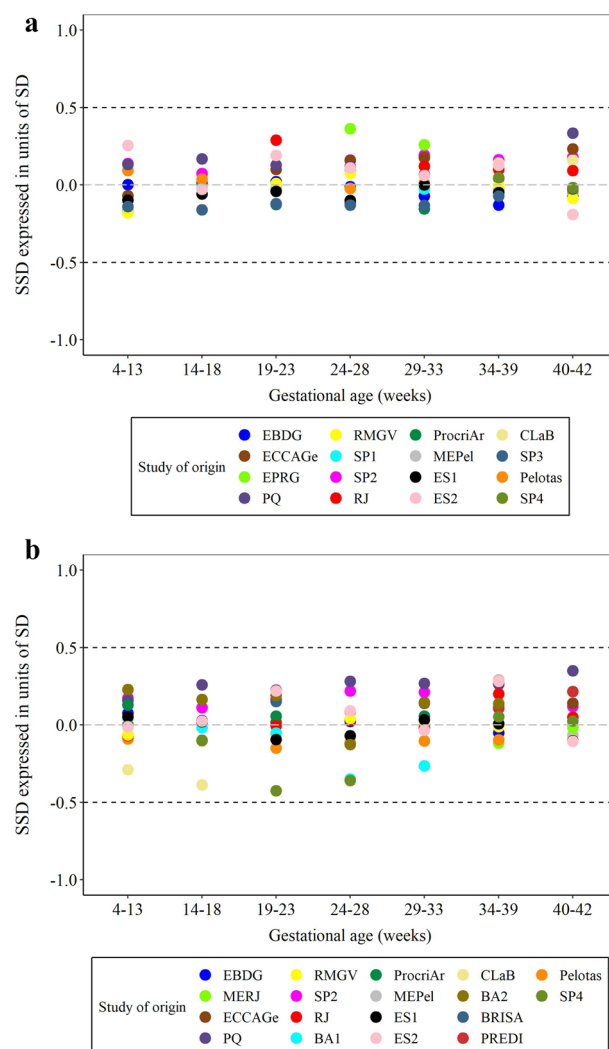 a
1.0
0.5
0.0
-0.5
-1.0
SSD expressed in units of SD
4-13 14-18 19-23 24-28 29-33 34-39 40-42
Gestational age (weeks)
Study of origin
EBDG RMGV ProcriAr CLaB
ECCAGe SP1 MEPel SP3
EPRG SP2 ES1 Pelotas
PQ RJ ES2 SP4
b
1.0
0.5
0.0
-0.5
-1.0
SSD expressed in units of SD
4-13 14-18 19-23 24-28 29-33 34-39 40-42
Gestational age (weeks)
Study of origin
EBDG RMGV ProcriAr CLaB Pelotas
MERJ SP2 MEPel BA2 SP4
ECCAGe RJ ES1 BRISA
PQ BA1 ES2 PREDI